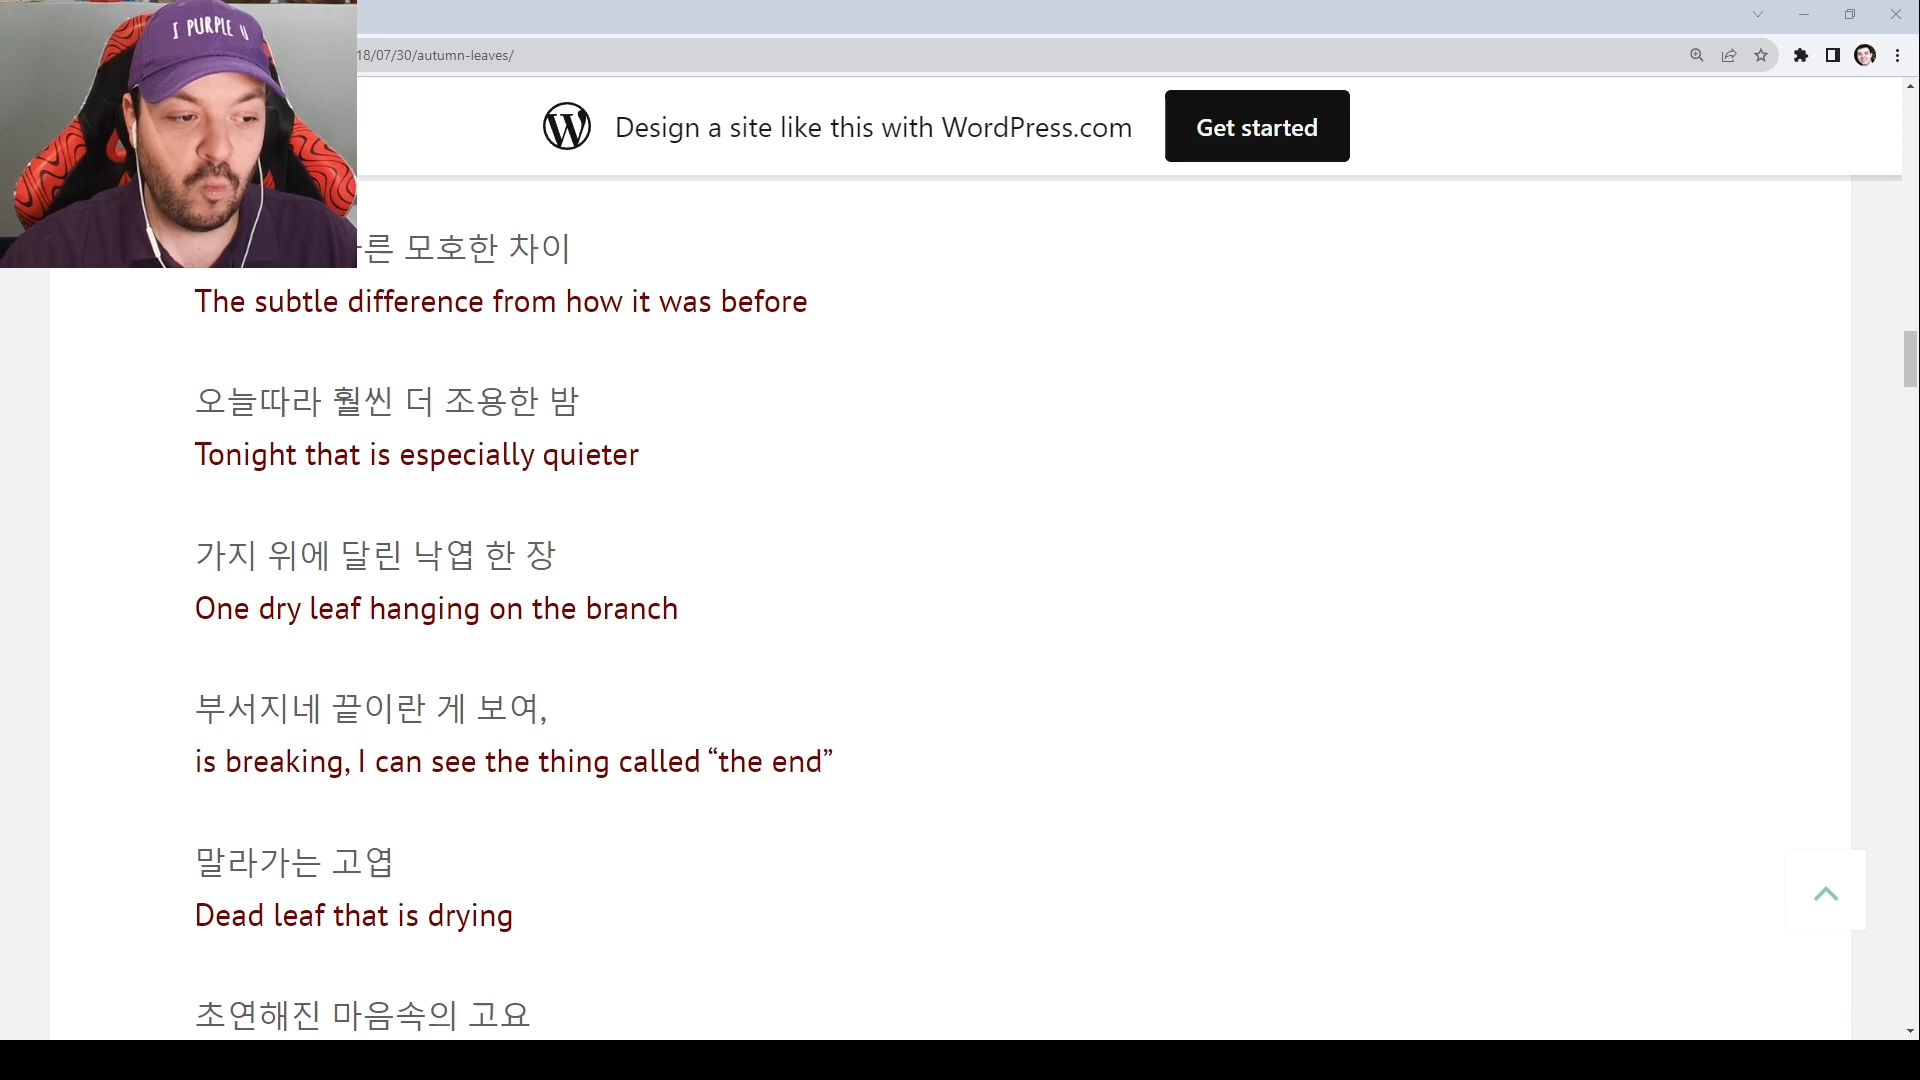 I PURPLE U
18/07/30/autumn-leaves/
Design a site like this with WordPress.com
Get started
른 모호한 차이
The subtle difference from how it was before
오늘따라 훨씬 더 조용한 밤
Tonight that is especially quieter
가지 위에 달린 낙엽 한 장
One dry leaf hanging on the branch
부서지네 끝이란 게 보여,
is breaking, I can see the thing called “the end”
말라가는 고엽
Dead leaf that is drying
초연해진 마음속의 고요